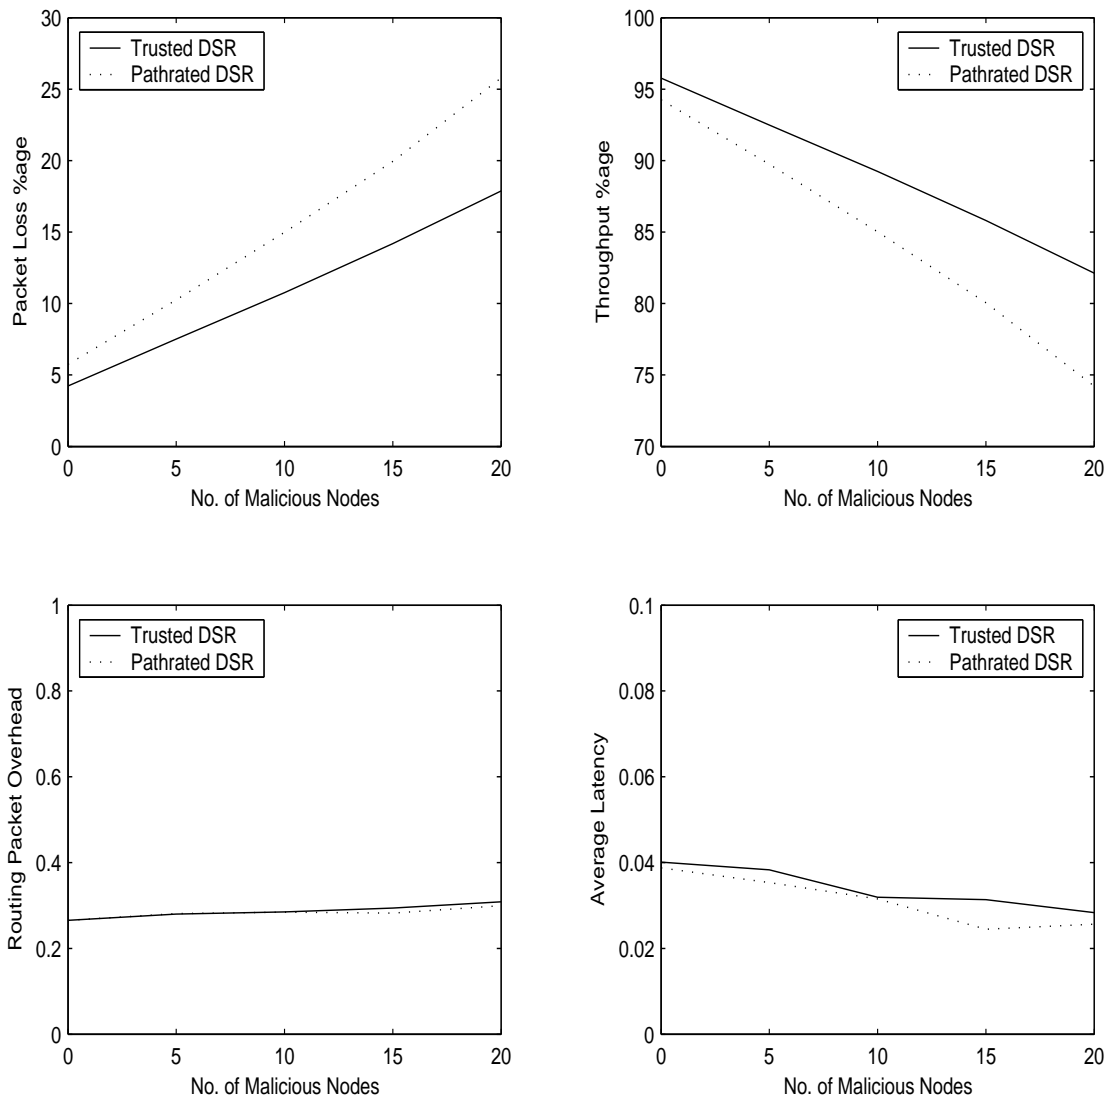 30
25
20
15
10
5
0
Packet Loss %age
Trusted DSR
Pathrated DSR
0 5 10 15 20
No. of Malicious Nodes
100
95
90
85
80
75
70
Throughput %age
Trusted DSR
Pathrated DSR
0 5 10 15 20
No. of Malicious Nodes
1
0.8
0.6
0.4
0.2
0
Routing Packet Overhead
Trusted DSR
Pathrated DSR
0 5 10 15 20
No. of Malicious Nodes
0.1
0.08
0.06
0.04
0.02
0
Average Latency
Trusted DSR
Pathrated DSR
0 5 10 15 20
No. of Malicious Nodes